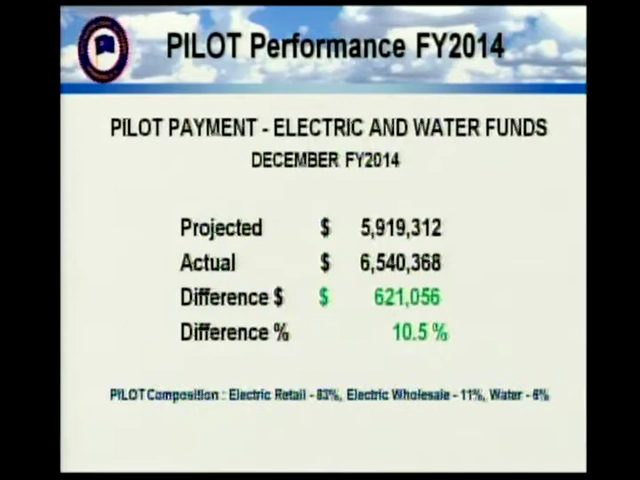 PILOT Performance FY2014
PILOT PAYMENT - ELECTRIC AND WATER FUNDS
DECEMBER FY2014
Projected $ 5,919,312
Actual $ 6,540,368
Difference $ $ 621,056
Difference % 10.5 %
PILOT Composition : Electric Retail - 83%, Electric Wholesale - 11%, Water - 6%